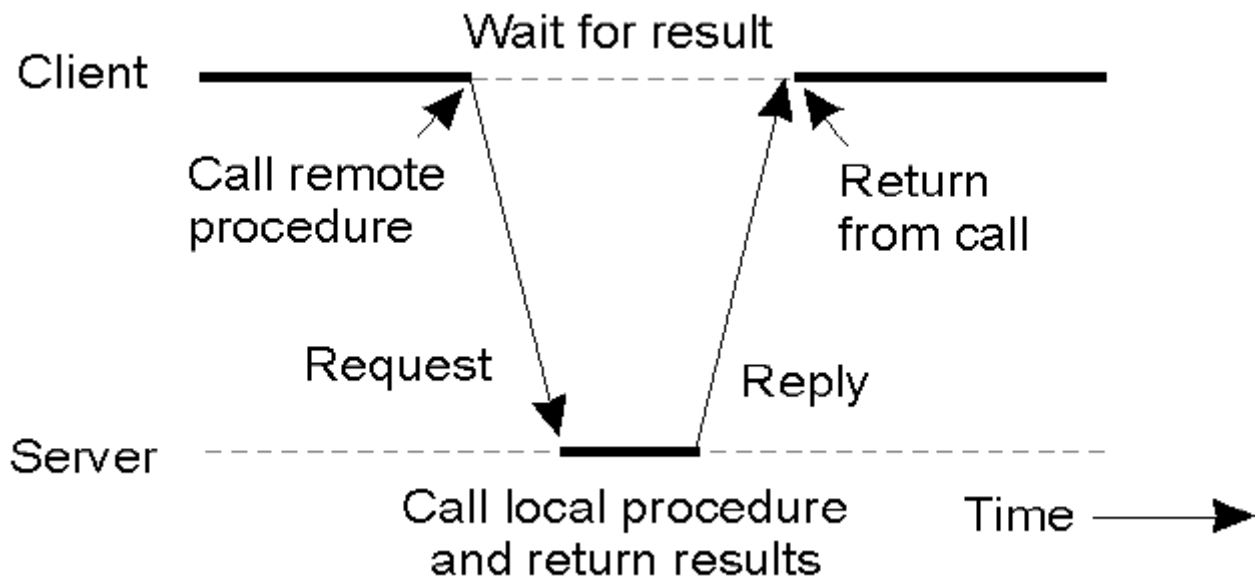 Wait for result
Client
Call remote
procedure
Return
from call
Request
Reply
Server
Call local procedure
and return results
Time